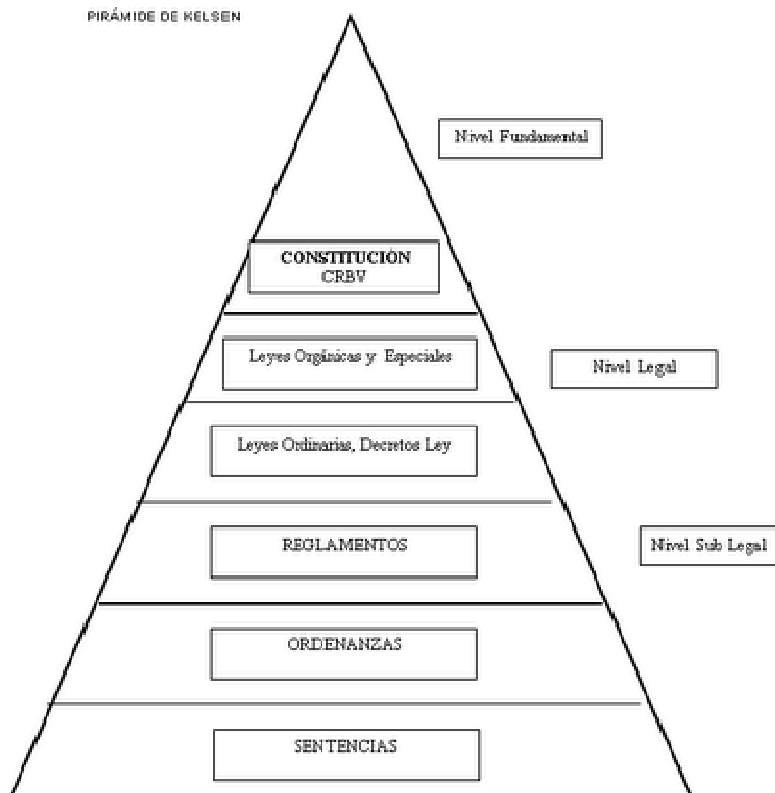 PIRÁMIDE DE KELSEN
Nivel Fundamental
CONSTITUCIÓN
CRBV
Leyes Orgánicas y Especiales
Nivel Legal
Leyes Ordinarias, Decretos Ley
REGLAMENTOS
Nivel Sub Legal
ORDENANZAS
SENTENCIAS